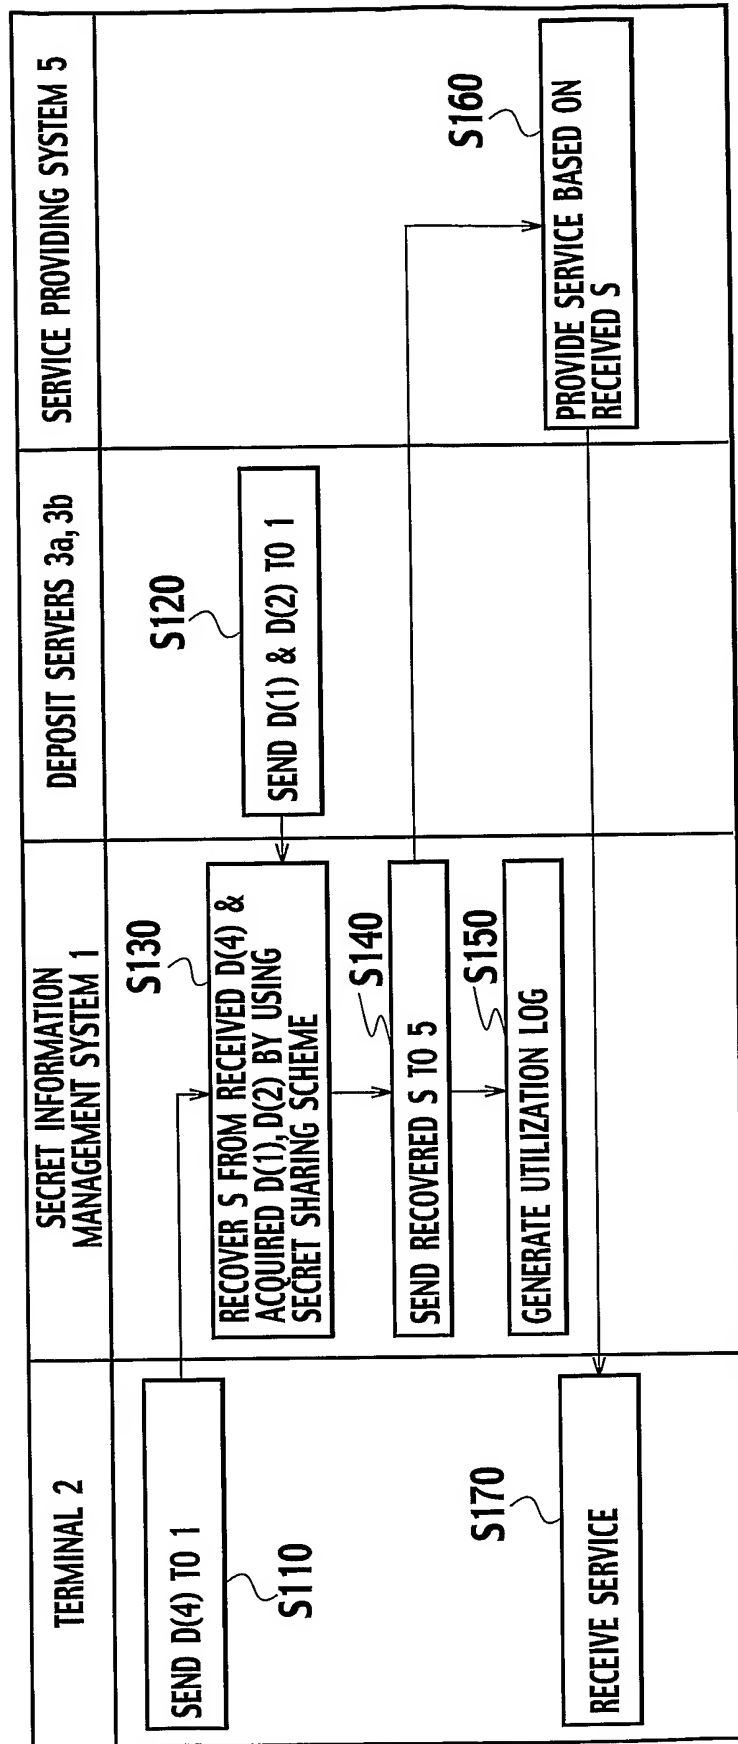 TERMINAL 2
SECRET INFORMATION
MANAGEMENT SYSTEM 1
DEPOSIT SERVERS 3a, 3b
SERVICE PROVIDING SYSTEM 5
SEND D(4) TO 1
S110
S120
SEND D(1) & D(2) TO 1
S130
RECOVER S FROM RECEIVED D(4) &
ACQUIRED D(1), D(2) BY USING
SECRET SHARING SCHEME
S140
SEND RECOVERED S TO 5
S150
GENERATE UTILIZATION LOG
S160
PROVIDE SERVICE BASED ON
RECEIVED S
S170
RECEIVE SERVICE